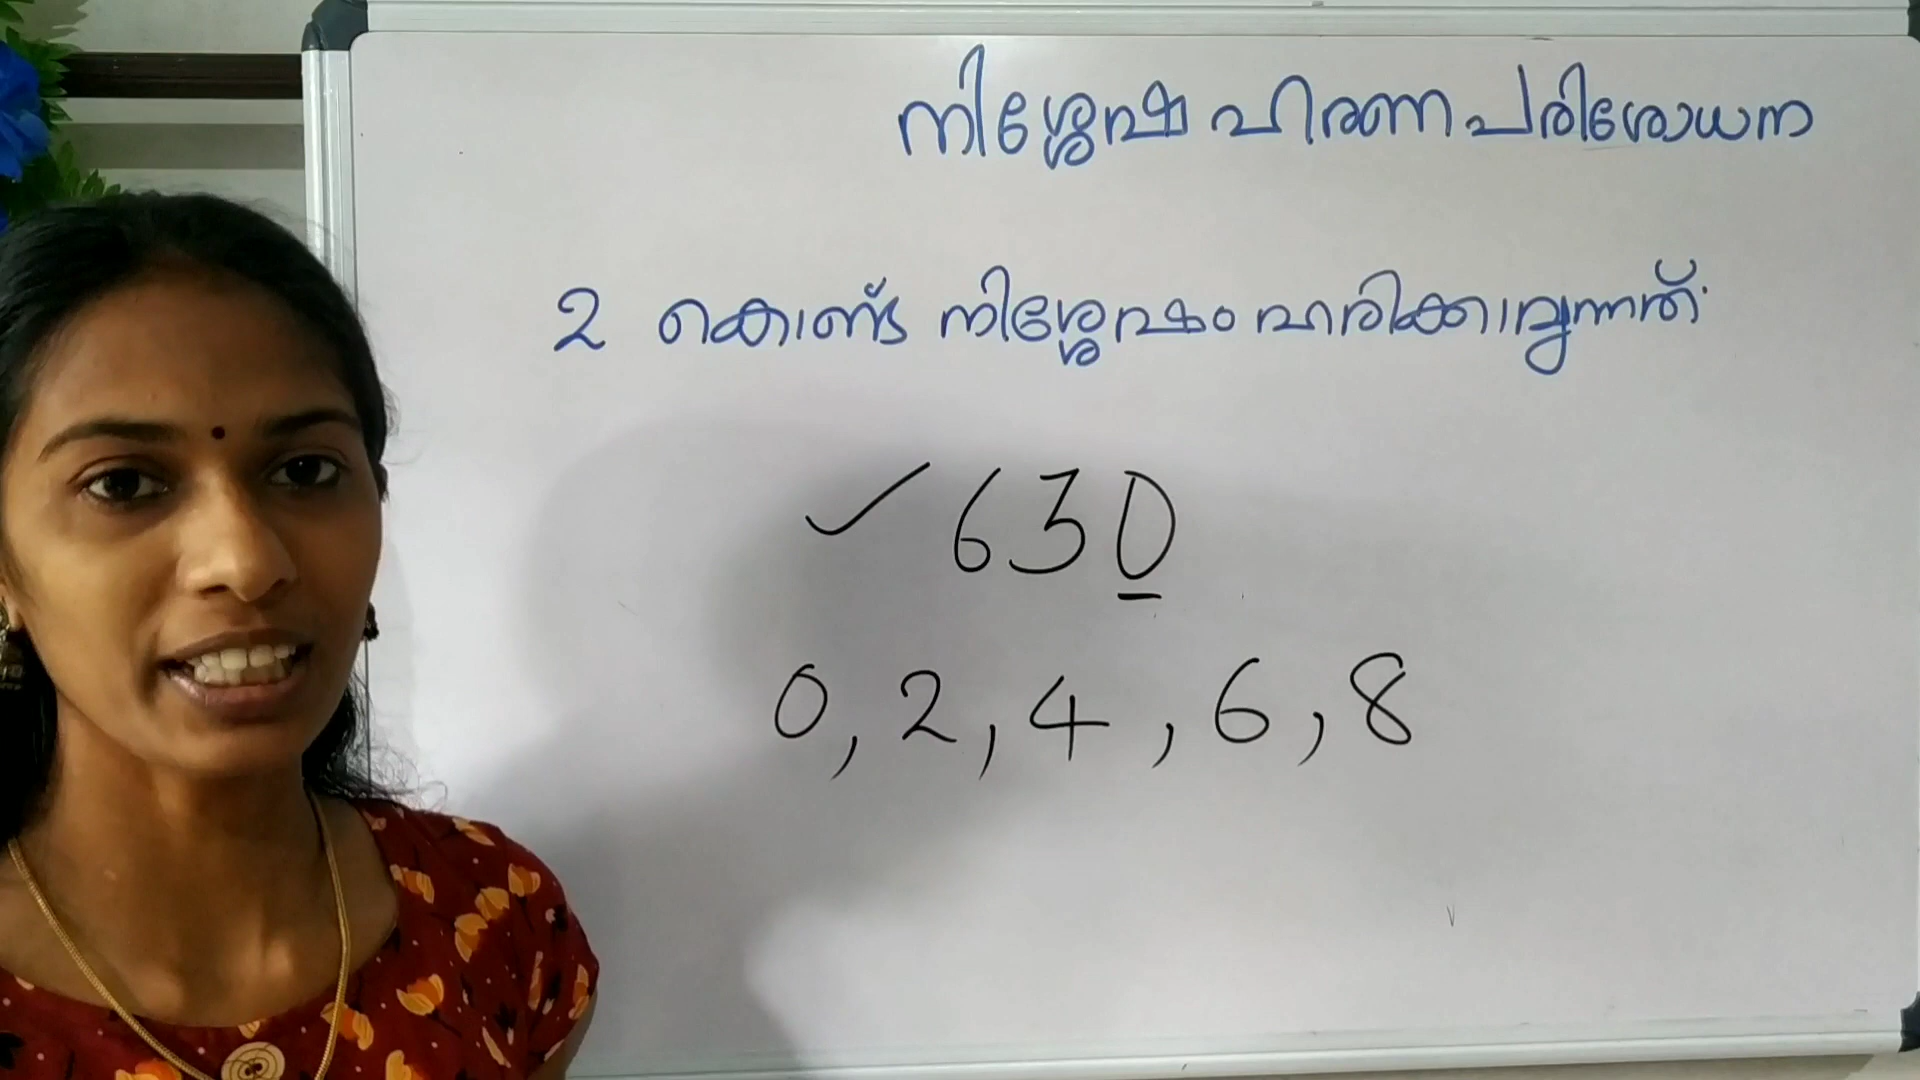 നിശ്ശേഷ ഹരണ പരിശോധന
2 കൊണ്ട് നിശ്ശേഷം ഹരിക്കാവുന്നത്.
✓ 630
0, 2, 4, 6, 8